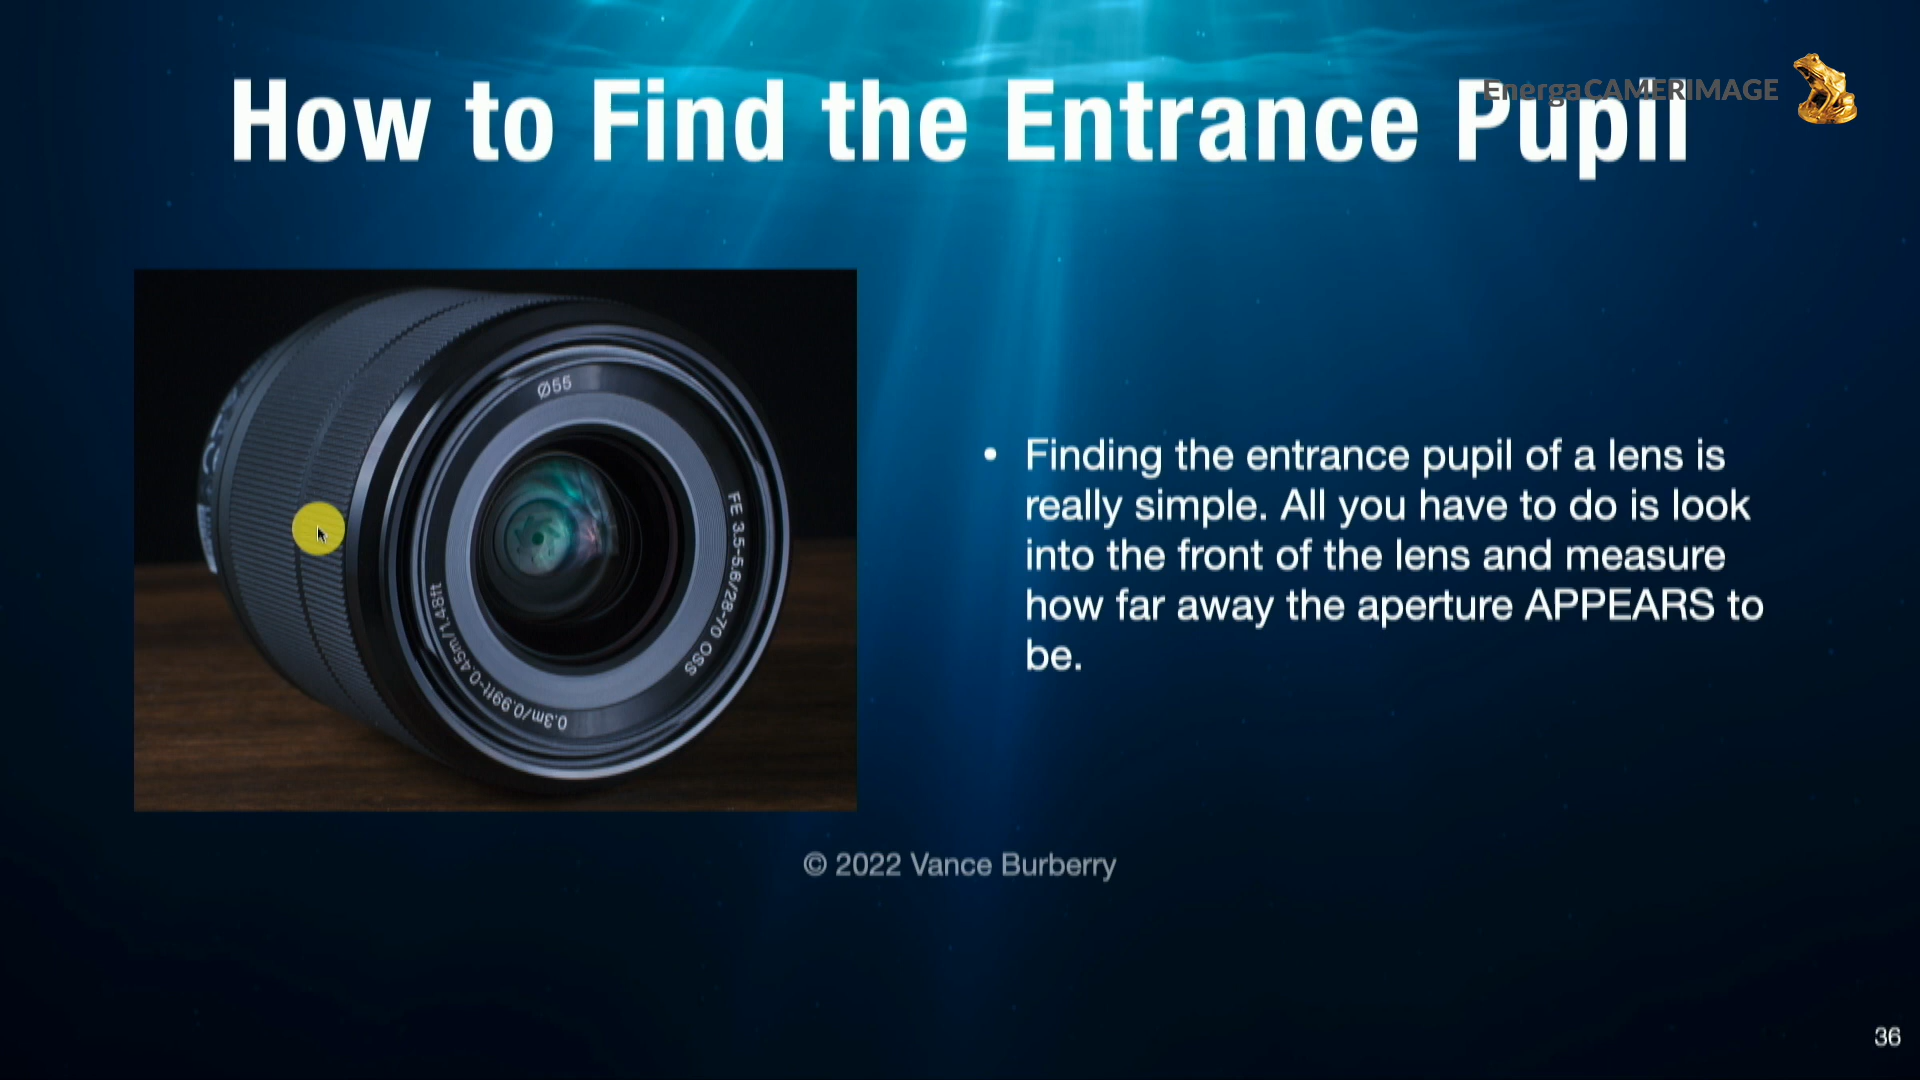 How to Find the Entrance Pupil
EnergaCAMERIMAGE
Ø55
FE 3.5-5.6/28-70 OSS
0.3m/0.99ft-0.45m/1.48ft
• Finding the entrance pupil of a lens is
really simple. All you have to do is look
into the front of the lens and measure
how far away the aperture APPEARS to
be.
© 2022 Vance Burberry
36